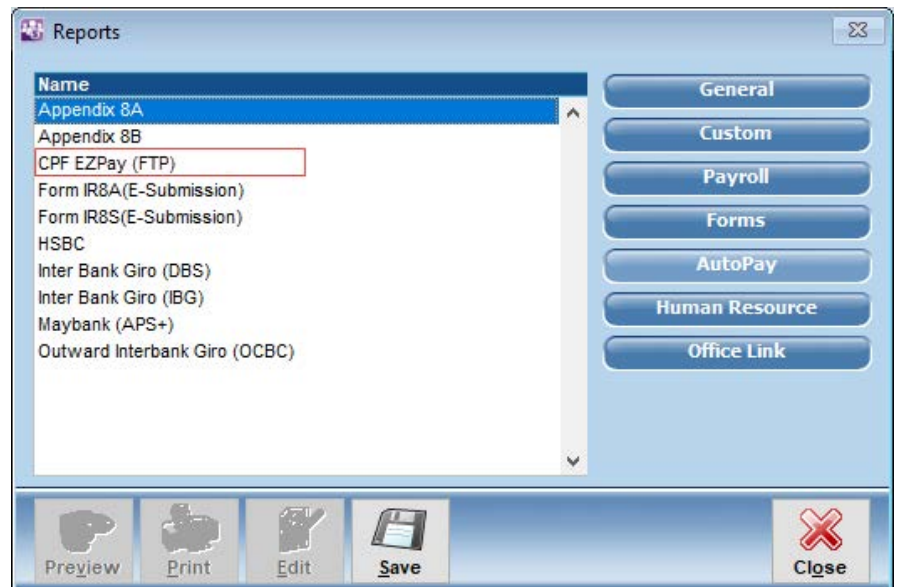 Reports
Name
Appendix 8A
Appendix 8B
CPF EZPay (FTP)
Form IR8A(E-Submission)
Form IR8S(E-Submission)
HSBC
Inter Bank Giro (DBS)
Inter Bank Giro (IBG)
Maybank (APS+)
Outward Interbank Giro (OCBC)
General
Custom
Payroll
Forms
AutoPay
Human Resource
Office Link
Preview
Print
Edit
Save
Close